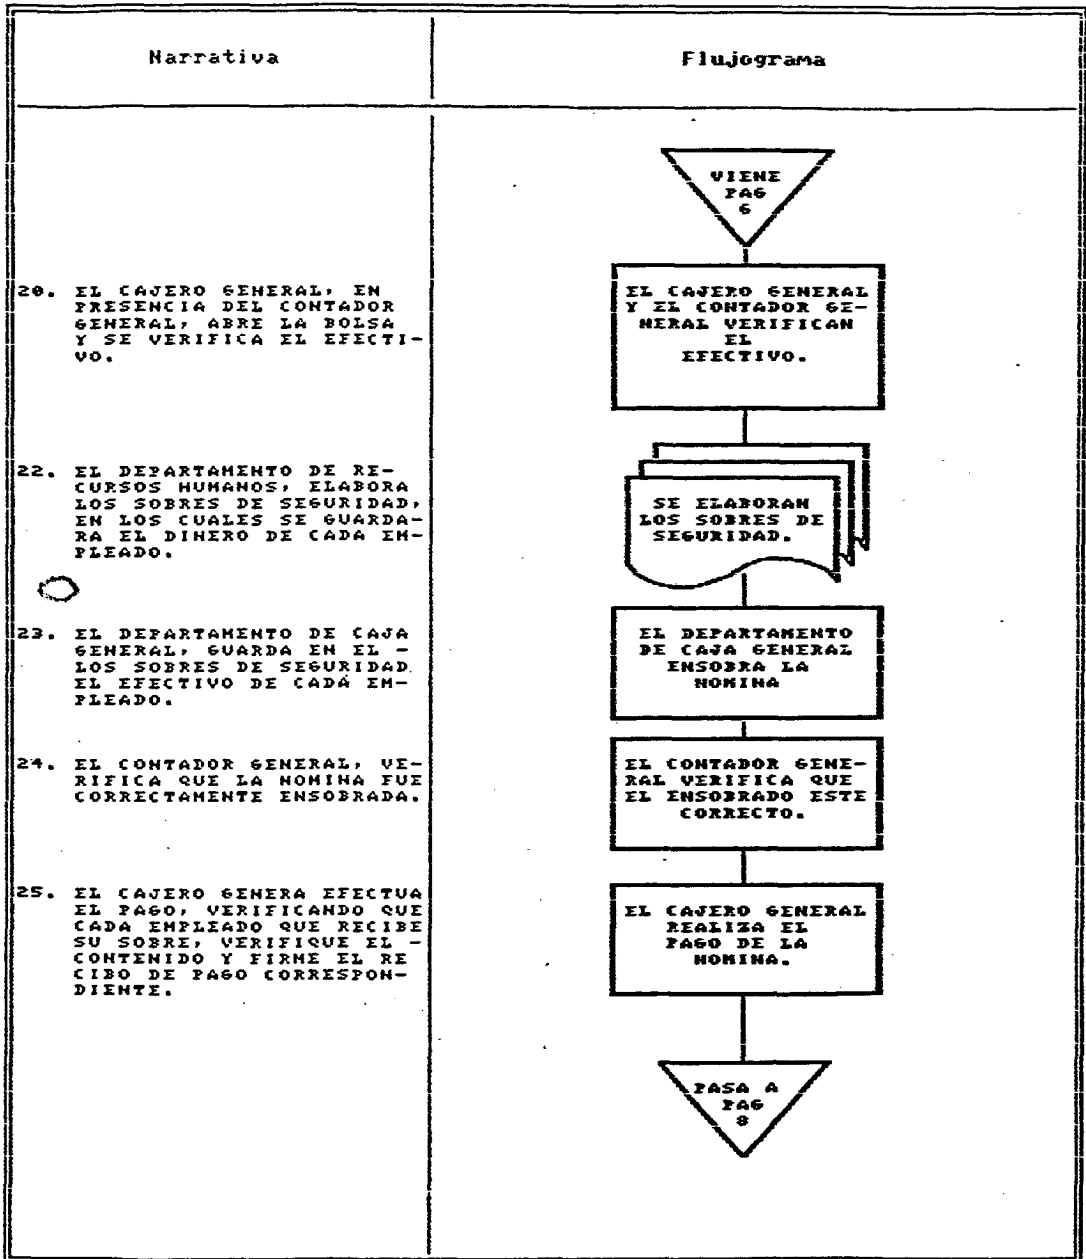 Narrativa
Flujograma
VIENE
PAG
6
20. EL CAJERO GENERAL, EN
PRESENCIA DEL CONTADOR
GENERAL, ABRE LA BOLSA
Y SE VERIFICA EL EFECTI-
VO.
EL CAJERO GENERAL
Y EL CONTADOR GE-
NERAL VERIFICAN
EL
EFECTIVO.
22. EL DEPARTAMENTO DE RE-
CURSOS HUMANOS, ELABORA
LOS SOBRES DE SEGURIDAD,
EN LOS CUALES SE GUARDA-
RA EL DINERO DE CADA EM-
PLEADO.
SE ELABORAN
LOS SOBRES DE
SEGURIDAD.
23. EL DEPARTAMENTO DE CAJA
GENERAL, GUARDA EN EL -
LOS SOBRES DE SEGURIDAD
EL EFECTIVO DE CADA EM-
PLEADO.
EL DEPARTAMENTO
DE CAJA GENERAL
ENSOBRA LA
NOMINA
24. EL CONTADOR GENERAL, VE-
RIFICA QUE LA NOMINA FUE
CORRECTAMENTE ENSOBRADA.
EL CONTADOR GENE-
RAL VERIFICA QUE
EL ENSOBRADO ESTE
CORRECTO.
25. EL CAJERO GENERA EFECTUA
EL PAGO, VERIFICANDO QUE
CADA EMPLEADO QUE RECIBE
SU SOBRE, VERIFIQUE EL -
CONTENIDO Y FIRME EL RE
CIBO DE PAGO CORRESPON-
DIENTE.
EL CAJERO GENERAL
REALIZA EL
PAGO DE LA
NOMINA.
PASA A
PAG
8